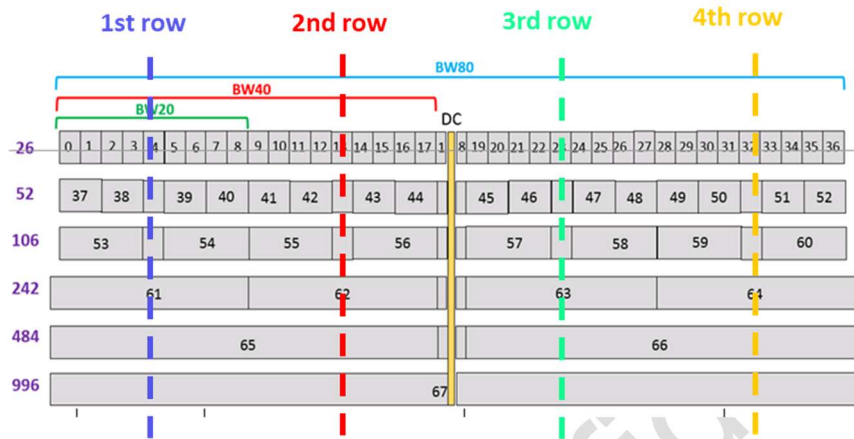 1st row 2nd row 3rd row 4th row
BW80
BW40
BW20 DC
26 0 1 2 3 4 5 6 7 8 9 10 11 12 13 14 15 16 17 1 8 19 20 21 22 23 24 25 26 27 28 29 30 31 32 33 34 35 36
52 37 38 39 40 41 42 43 44 45 46 47 48 49 50 51 52
106 53 54 55 56 57 58 59 60
242 61 62 63 64
484 65 66
996 67